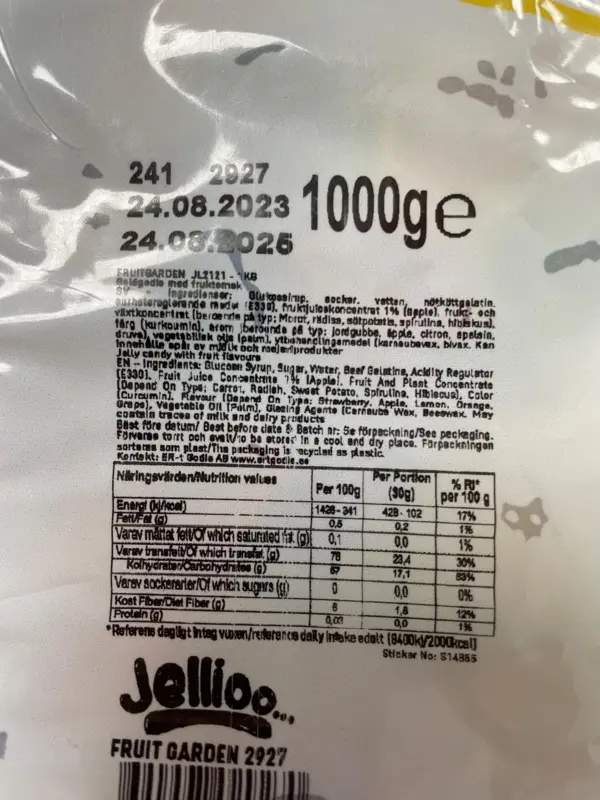 241 2927
24.08.2023
24.08.2025
1000g e
FRUITGARDEN JL2121 - 1KG
Gelégodis med fruktsmak
SV - Ingredienser: Glukossirap, socker, vatten, nötköttgelatin,
(E330), fruktjuicekoncentrat 1% (äpple), frukt- och
växtkoncentrat (beroende på typ: Morot, rädisa, sötpotatis, spirulina, hibiskus),
färg (kurkoumin), arom (beroende på typ: jordgubbe, äpple, citron, apelsin,
druva), vegetabilisk olja (palm), ytbehandlingsmedel (karnaubavax, bivax. Kan
innehålla spår av mjölk och mejeriprodukter
Jelly candy with fruit flavours
EN - Ingredients: Glucose Syrup, Sugar, Water, Beef Gelatine, Acidity Regulator
(E330), Fruit Juice Concentrate 1% (Apple), Fruit And Plant Concentrate
(Depend On Type: Carrot, Radish, Sweet Potato, Spirulina, Hibiscus), Color
(Curcumin), Flavour (Depend On Type: Strawberry, Apple, Lemon, Orange,
Grape), Vegetable Oil (Palm), Glazing Agents (Carnauba Wax, Beeswax. May
contain traces of milk and dairy products
Bäst före datum/ Best before date & Batch nr: Se förpackning/See packaging.
Förvaras torrt och svalt/to be stored in a cool and dry place. Förpackningen
sorteras som plast/This packaging is recycled as plastic.
Kontakt: ER-t Godis AB www.ertgodis.se
Näringsvärden/Nutrition values Per 100g Per Portion (30g) % RI* per 100 g
Energi (kj/kcal) 1426-341 428-102 17%
Fett/Fat (g) 0,5 0,2 1%
Varav mättat fett/Of which saturated fat (g) 0,1 0,0 1%
Varav transfett/Of which transfat (g)
Kolhydrater/Carbohydrates (g) 78 23,4 30%
Varav sockerarter/Of which sugars (g) 57 17,1 63%
Kost Fiber/Diet Fiber (g) 0 0,0 0%
Protein (g) 6 1,8 12%
0,03 0,0 1%
*Referens dagligt intag vuxen/reference daily intake adult (8400kj/2000kcal)
Sticker No: S14855
Jellioo...
FRUIT GARDEN 2927